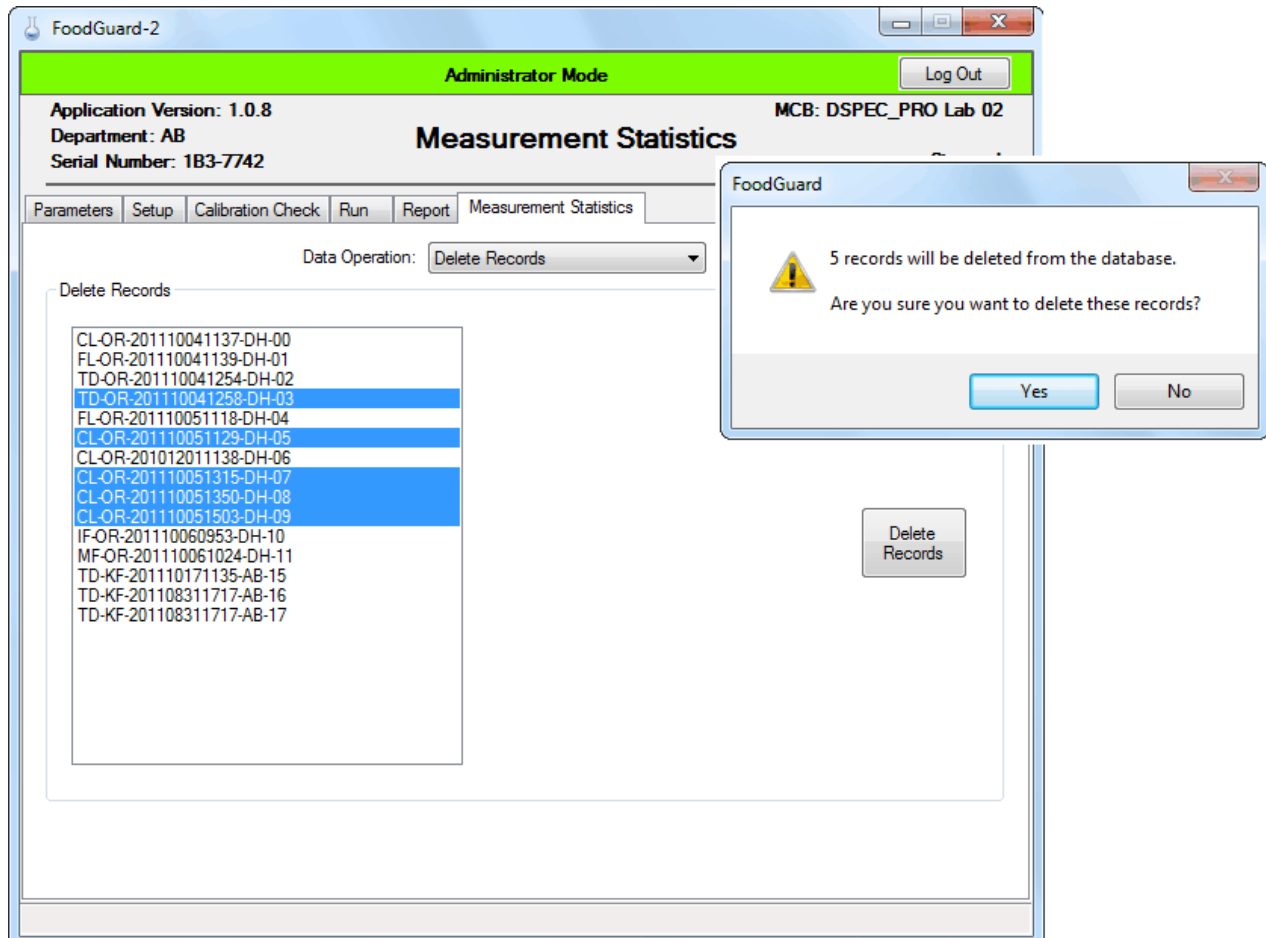 FoodGuard-2
Administrator Mode
Log Out
Application Version: 1.0.8
MCB: DSPEC_PRO Lab 02
Department: AB
Measurement Statistics
Serial Number: 1B3-7742
Parameters
Setup
Calibration Check
Run
Report
Measurement Statistics
Data Operation:
Delete Records
Delete Records
CL-OR-201110041137-DH-00
FL-OR-201110041139-DH-01
TD-OR-201110041254-DH-02
TD-OR-201110041258-DH-03
FL-OR-201110051118-DH-04
CL-OR-201110051129-DH-05
CL-OR-201012011138-DH-06
CL-OR-201110051315-DH-07
CL-OR-201110051350-DH-08
CL-OR-201110051503-DH-09
IF-OR-201110060953-DH-10
MF-OR-201110061024-DH-11
TD-KF-201110171135-AB-15
TD-KF-201108311717-AB-16
TD-KF-201108311717-AB-17
Delete
Records
FoodGuard
5 records will be deleted from the database.
Are you sure you want to delete these records?
Yes
No